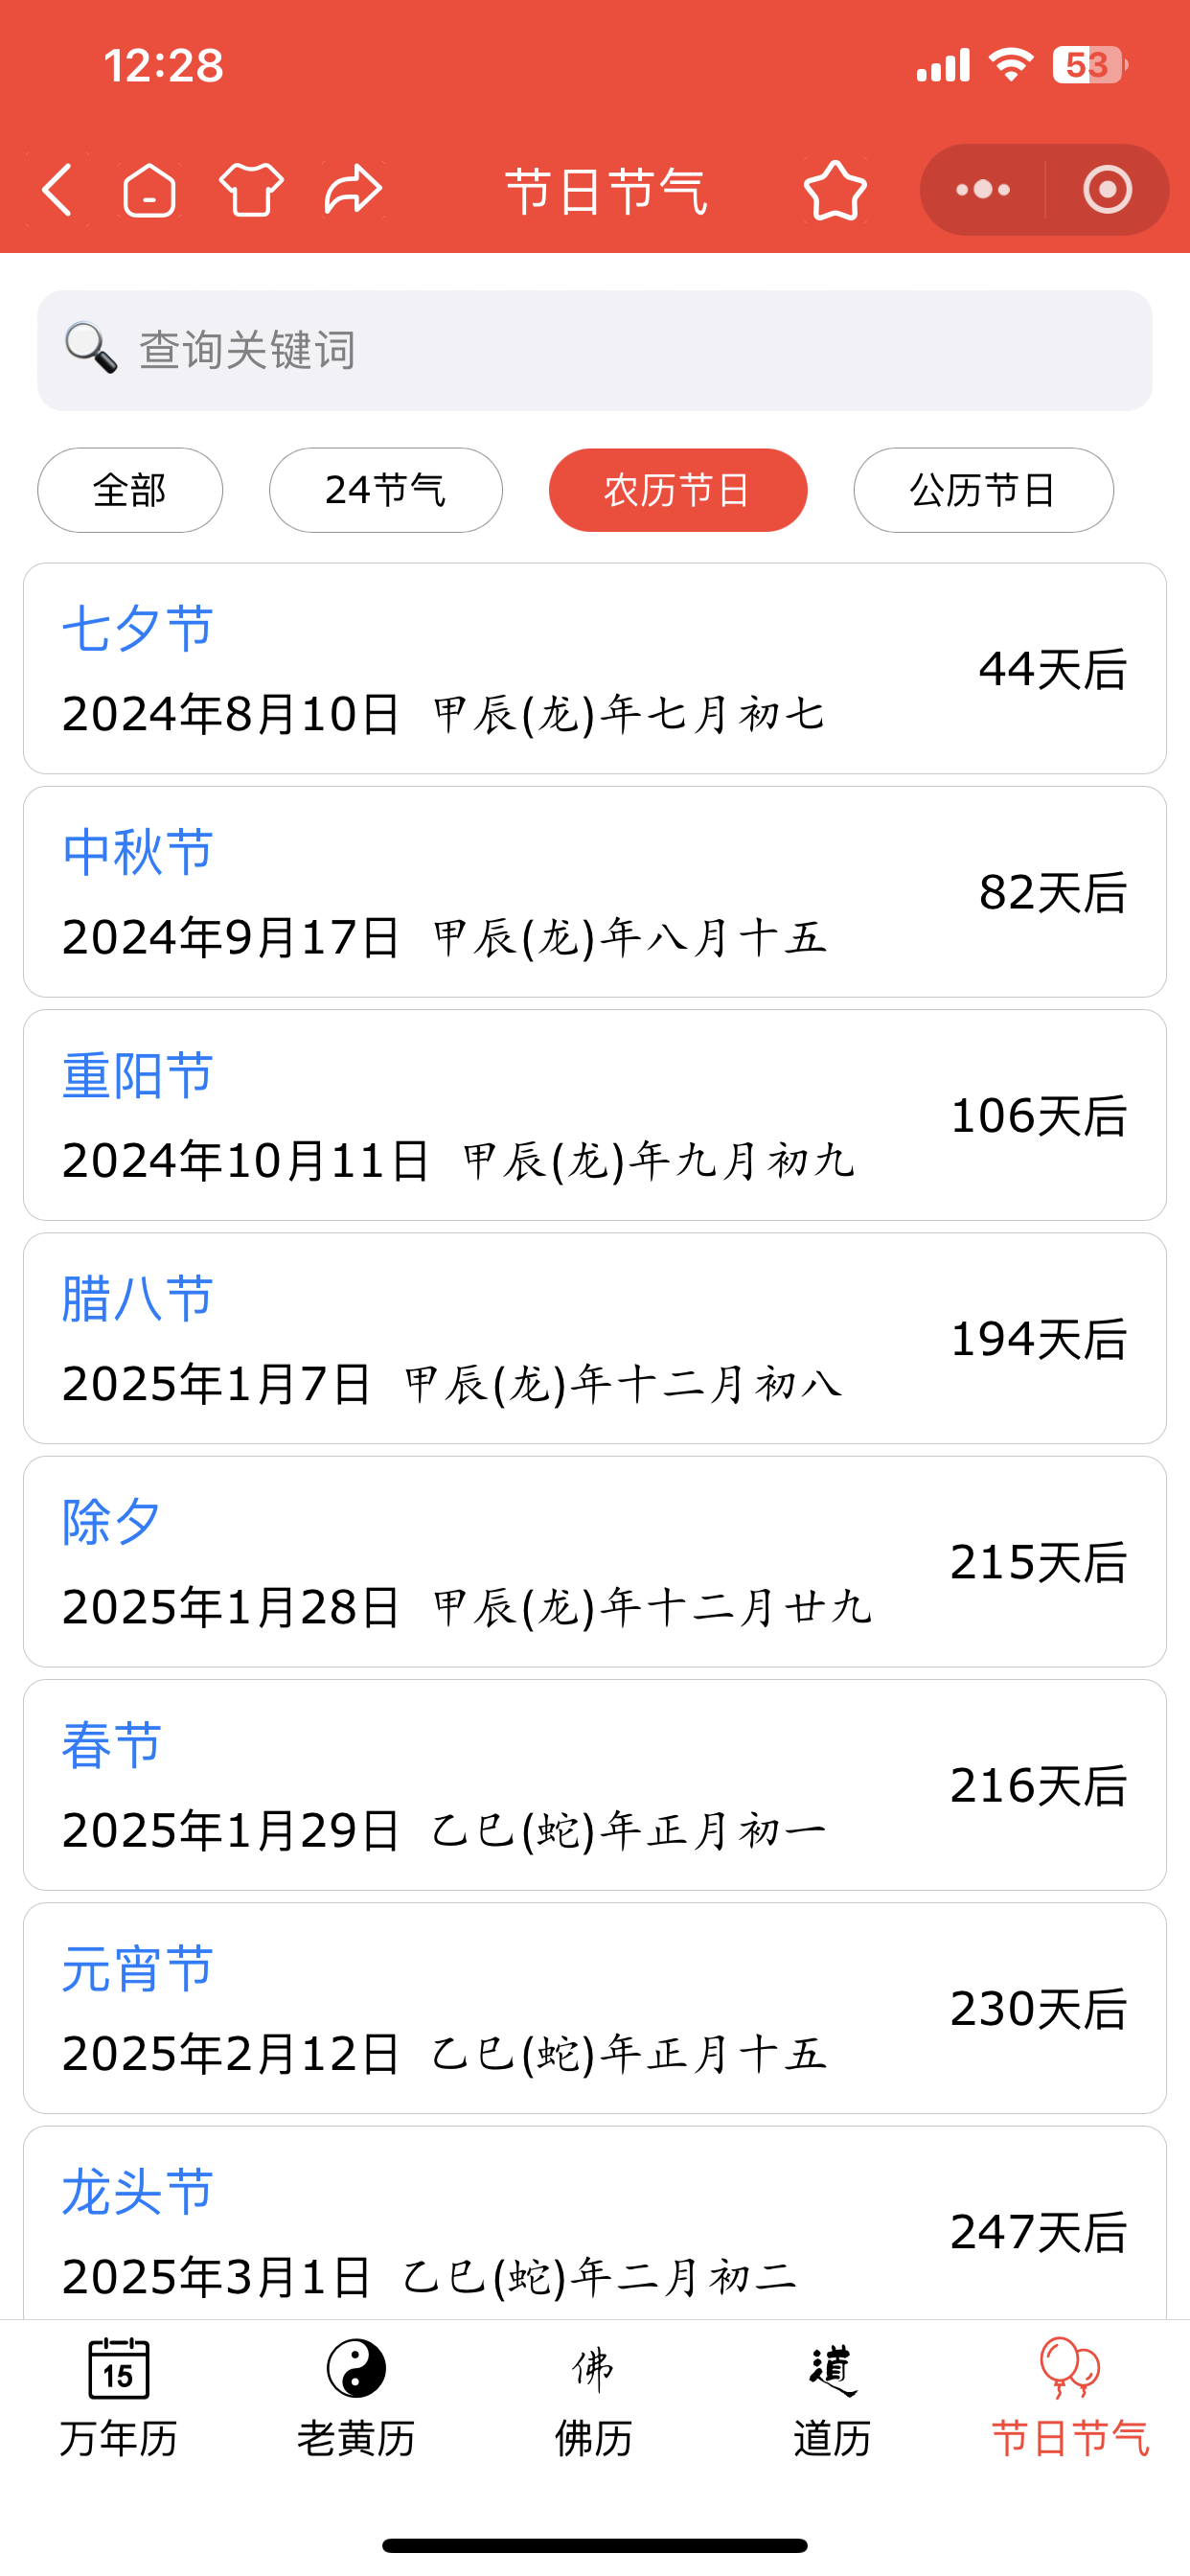 12:28
53
节日节气
查询关键词
全部 24节气 农历节日 公历节日
七夕节
44天后
2024年8月10日 甲辰(龙)年七月初七
中秋节
82天后
2024年9月17日 甲辰(龙)年八月十五
重阳节
106天后
2024年10月11日 甲辰(龙)年九月初九
腊八节
194天后
2025年1月7日 甲辰(龙)年十二月初八
除夕
215天后
2025年1月28日 甲辰(龙)年十二月廿九
春节
216天后
2025年1月29日 乙巳(蛇)年正月初一
元宵节
230天后
2025年2月12日 乙巳(蛇)年正月十五
龙头节
247天后
2025年3月1日 乙巳(蛇)年二月初二
15 佛 道
万年历 老黄历 佛历 道历 节日节气